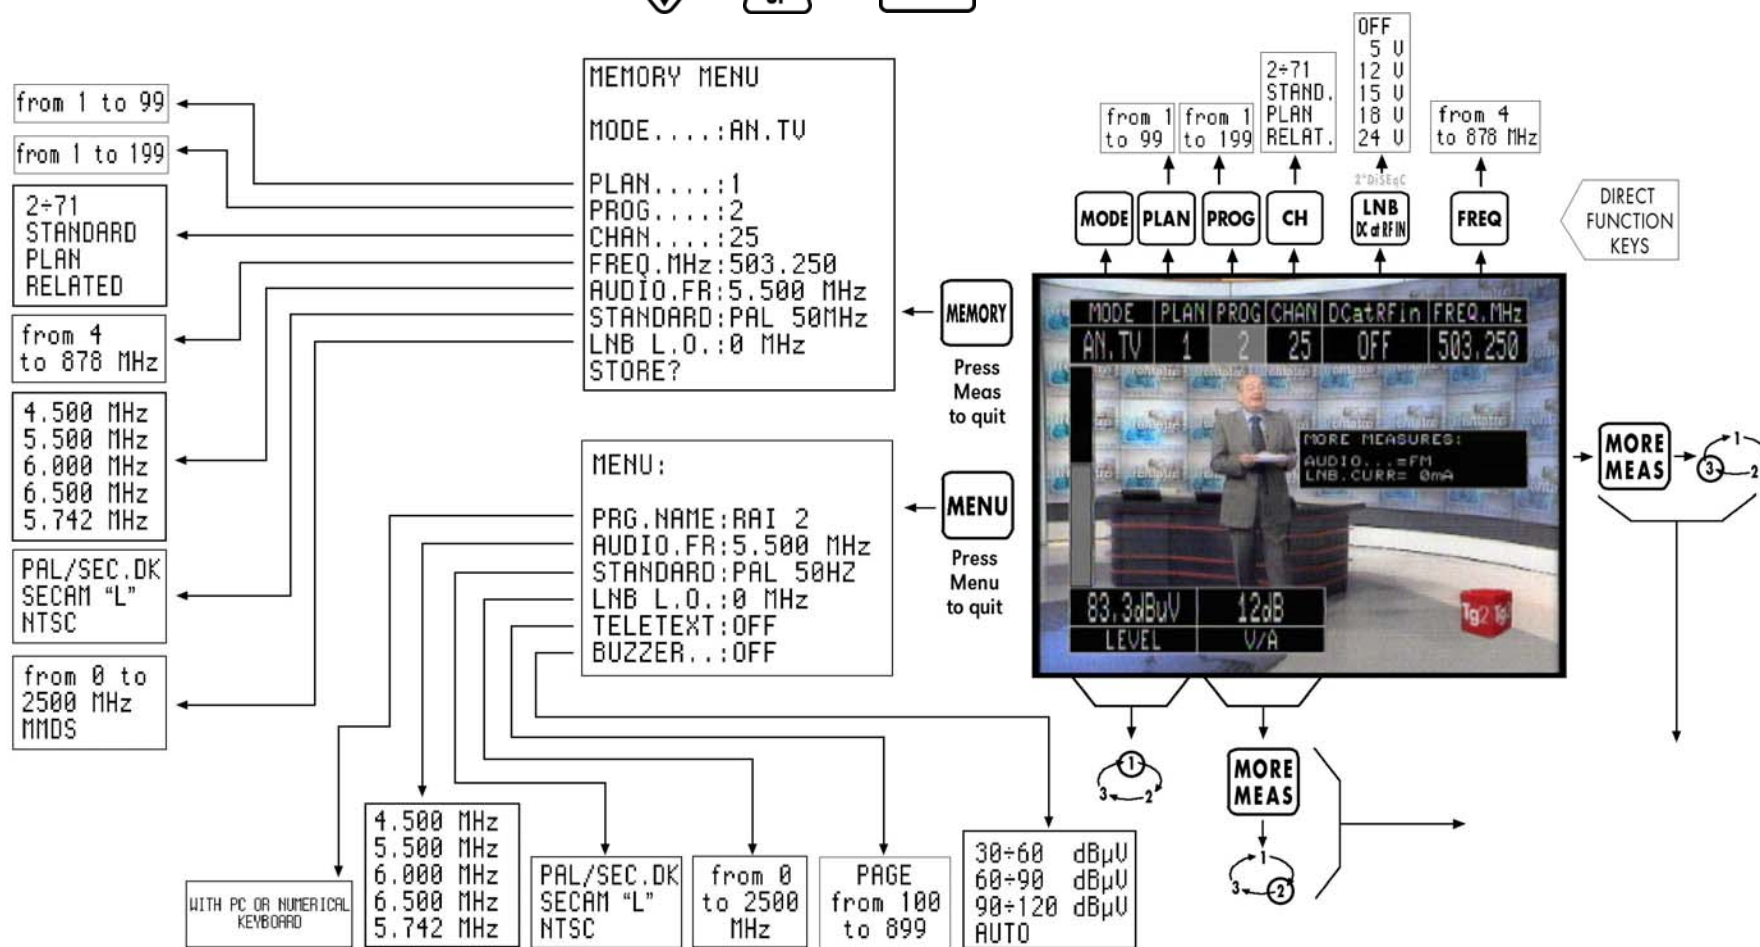 UP
OFF
5 V
12 V
15 V
18 V
24 V
2÷71
STAND.
PLAN
RELAT.
from 1
to 99
from 1
to 199
from 4
to 878 MHz
2°DiSEqC
MODE
PLAN
PROG
CH
LNB
DC at RF IN
FREQ
DIRECT
FUNCTION
KEYS
from 1 to 99
from 1 to 199
2÷71
STANDARD
PLAN
RELATED
from 4
to 878 MHz
4.500 MHz
5.500 MHz
6.000 MHz
6.500 MHz
5.742 MHz
PAL/SEC.DK
SECAM “L”
NTSC
from 0 to
2500 MHz
MMDS
MEMORY MENU
MODE....:AN.TV
PLAN....:1
PROG....:2
CHAN....:25
FREQ.MHz:503.250
AUDIO.FR:5.500 MHz
STANDARD:PAL 50MHz
LNB L.O.:0 MHz
STORE?
MEMORY
Press
Meas
to quit
MENU:
PRG.NAME:RAI 2
AUDIO.FR:5.500 MHz
STANDARD:PAL 50HZ
LNB L.O.:0 MHz
TELETEXT:OFF
BUZZER..:OFF
MENU
Press
Menu
to quit
MODE PLAN PROG CHAN DCatRFin FREQ.MHz
AN.TV 1 2 25 OFF 503.250
MORE MEASURES:
AUDIO...=FM
LNB.CURR= 0mA
83.3dBuV 12dB
LEVEL V/A
Tg2 Tg
MORE
MEAS
1
3 2
1
3 2
MORE
MEAS
1
3 2
WITH PC OR NUMERICAL
KEYBOARD
4.500 MHz
5.500 MHz
6.000 MHz
6.500 MHz
5.742 MHz
PAL/SEC.DK
SECAM “L”
NTSC
from 0
to 2500
MHz
PAGE
from 100
to 899
30÷60 dBµV
60÷90 dBµV
90÷120 dBµV
AUTO